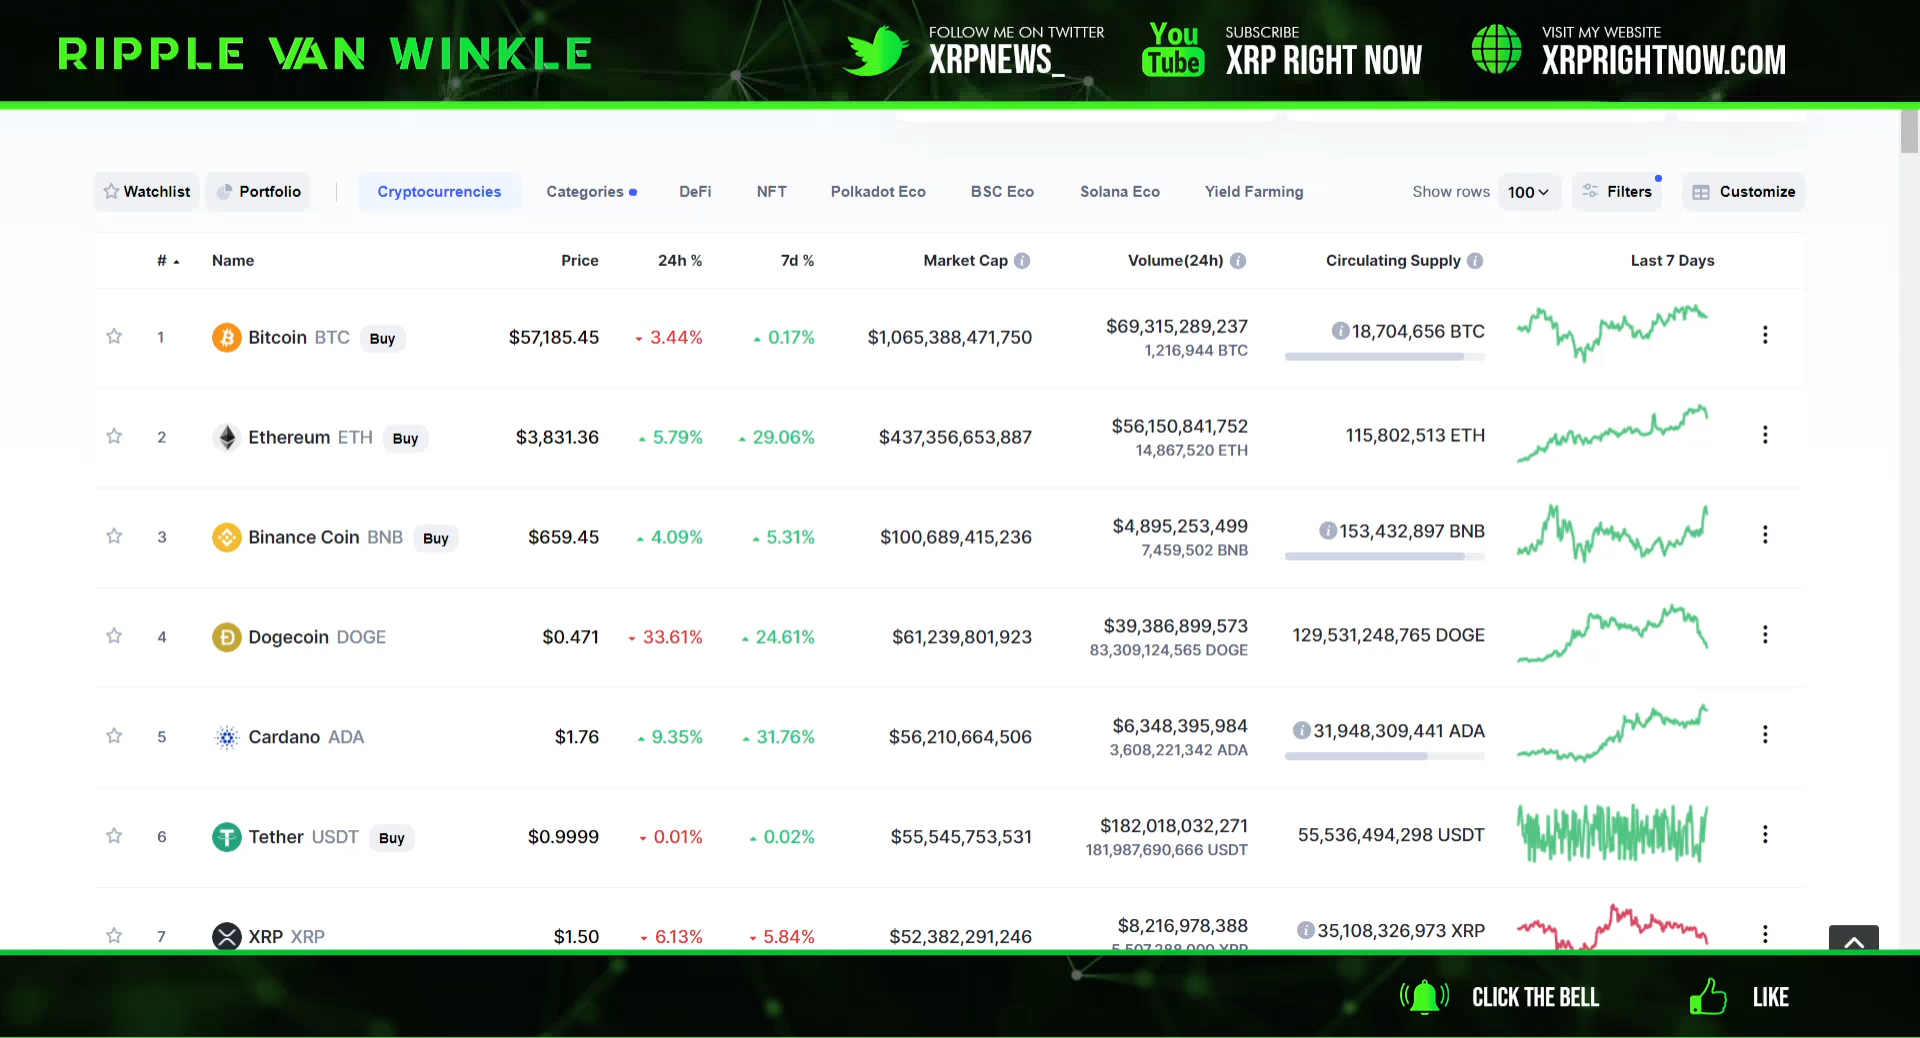 RIPPLE VAN WINKLE
FOLLOW ME ON TWITTER
XRPNEWS_
You Tube
SUBSCRIBE
XRP RIGHT NOW
VISIT MY WEBSITE
XRPRIGHTNOW.COM
Watchlist Portfolio Cryptocurrencies Categories DeFi NFT Polkadot Eco BSC Eco Solana Eco Yield Farming Show rows 100 Filters Customize
# Name Price 24h % 7d % Market Cap Volume(24h) Circulating Supply Last 7 Days
1 Bitcoin BTC Buy $57,185.45 3.44% 0.17% $1,065,388,471,750 $69,315,289,237 18,704,656 BTC
1,216,944 BTC
2 Ethereum ETH Buy $3,831.36 5.79% 29.06% $437,356,653,887 $56,150,841,752 115,802,513 ETH
14,867,520 ETH
3 Binance Coin BNB Buy $659.45 4.09% 5.31% $100,689,415,236 $4,895,253,499 153,432,897 BNB
7,459,502 BNB
4 Dogecoin DOGE $0.471 33.61% 24.61% $61,239,801,923 $39,386,899,573 129,531,248,765 DOGE
83,309,124,565 DOGE
5 Cardano ADA $1.76 9.35% 31.76% $56,210,664,506 $6,348,395,984 31,948,309,441 ADA
3,608,221,342 ADA
6 Tether USDT Buy $0.9999 0.01% 0.02% $55,545,753,531 $182,018,032,271 55,536,494,298 USDT
181,987,690,666 USDT
7 XRP XRP $1.50 6.13% 5.84% $52,382,291,246 $8,216,978,388 35,108,326,973 XRP
CLICK THE BELL
LIKE